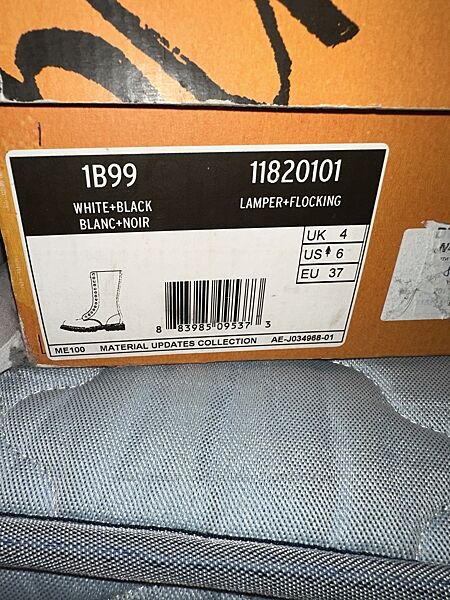 1B99
11820101
WHITE+BLACK
BLANC+NOIR
LAMPER+FLOCKING
UK 4
US 6
EU 37
8 83985 09537 3
ME100 MATERIAL UPDATES COLLECTION AE-J034968-01